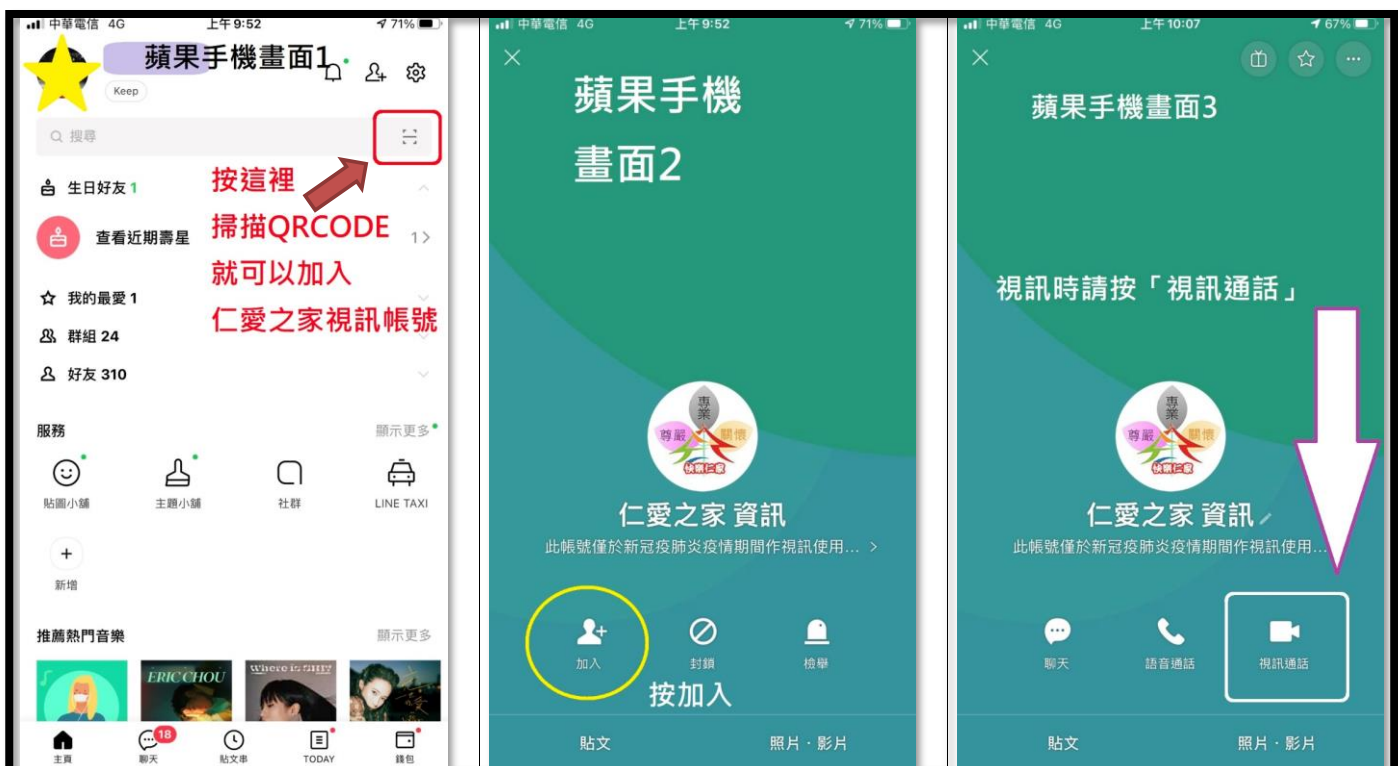 中華電信 4G 上午9:52 71%
蘋果手機畫面1
Keep
搜尋
生日好友 1
按這裡
查看近期壽星
掃描QRCODE
1
就可以加入
我的最愛 1
仁愛之家視訊帳號
群組 24
好友 310
服務
顯示更多
貼圖小舖
主題小舖
社群
LINE TAXI
新增
推薦熱門音樂
顯示更多
ERIC CHOU
Where is SHI?
18
主頁
聊天
貼文串
TODAY
錢包
中華電信 4G 上午9:52 71%
蘋果手機
畫面2
專業
尊嚴
關懷
快樂仁家
仁愛之家 資訊
此帳號僅於新冠疫肺炎疫情期間作視訊使用...
加入
封鎖
檢舉
按加入
貼文
照片・影片
中華電信 4G 上午10:07 67%
蘋果手機畫面3
視訊時請按「視訊通話」
專業
尊嚴
關懷
快樂仁家
仁愛之家 資訊
此帳號僅於新冠疫肺炎疫情期間作視訊使用...
聊天
語音通話
視訊通話
貼文
照片・影片